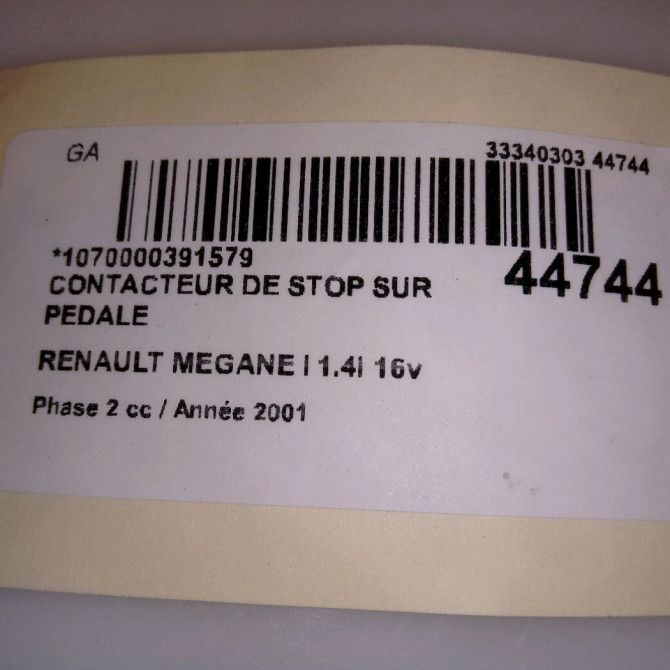 GA
33340303 44744
*1070000391579
44744
CONTACTEUR DE STOP SUR
PEDALE
RENAULT MEGANE I 1.4i 16v
Phase 2 cc / Année 2001